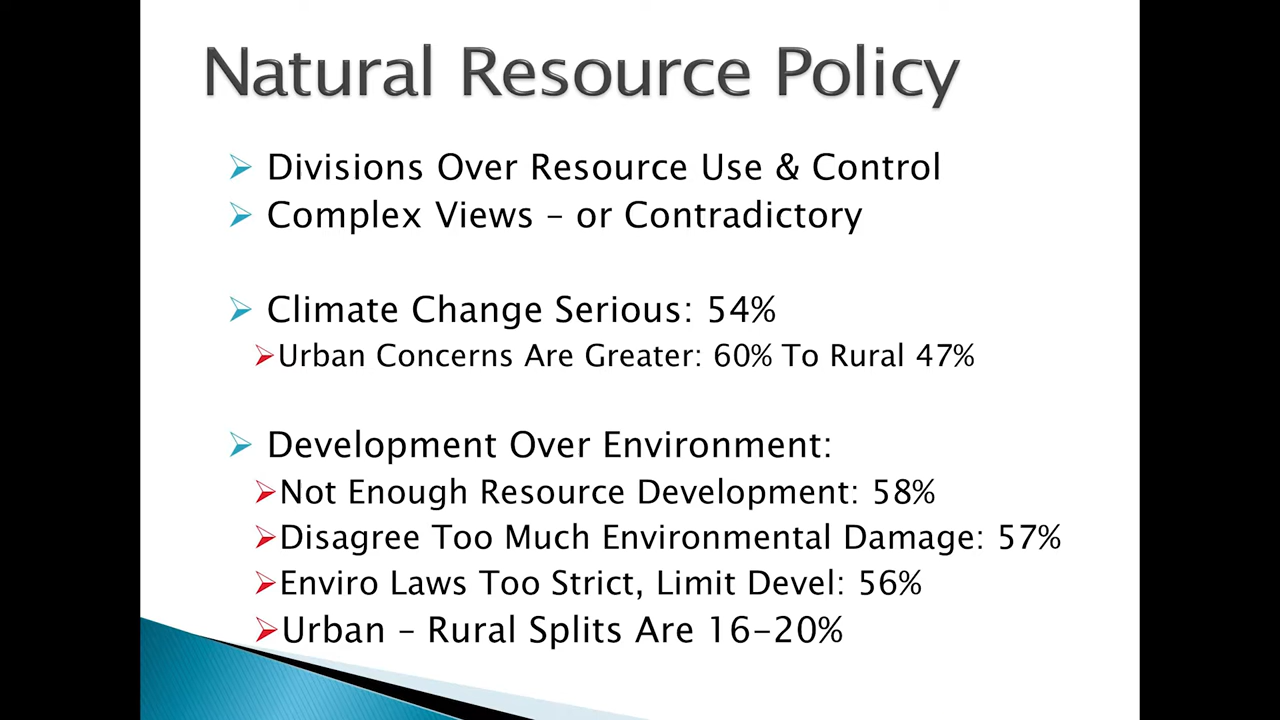 Natural Resource Policy
Divisions Over Resource Use & Control
Complex Views – or Contradictory
Climate Change Serious: 54%
Urban Concerns Are Greater: 60% To Rural 47%
Development Over Environment:
Not Enough Resource Development: 58%
Disagree Too Much Environmental Damage: 57%
Enviro Laws Too Strict, Limit Devel: 56%
Urban – Rural Splits Are 16-20%